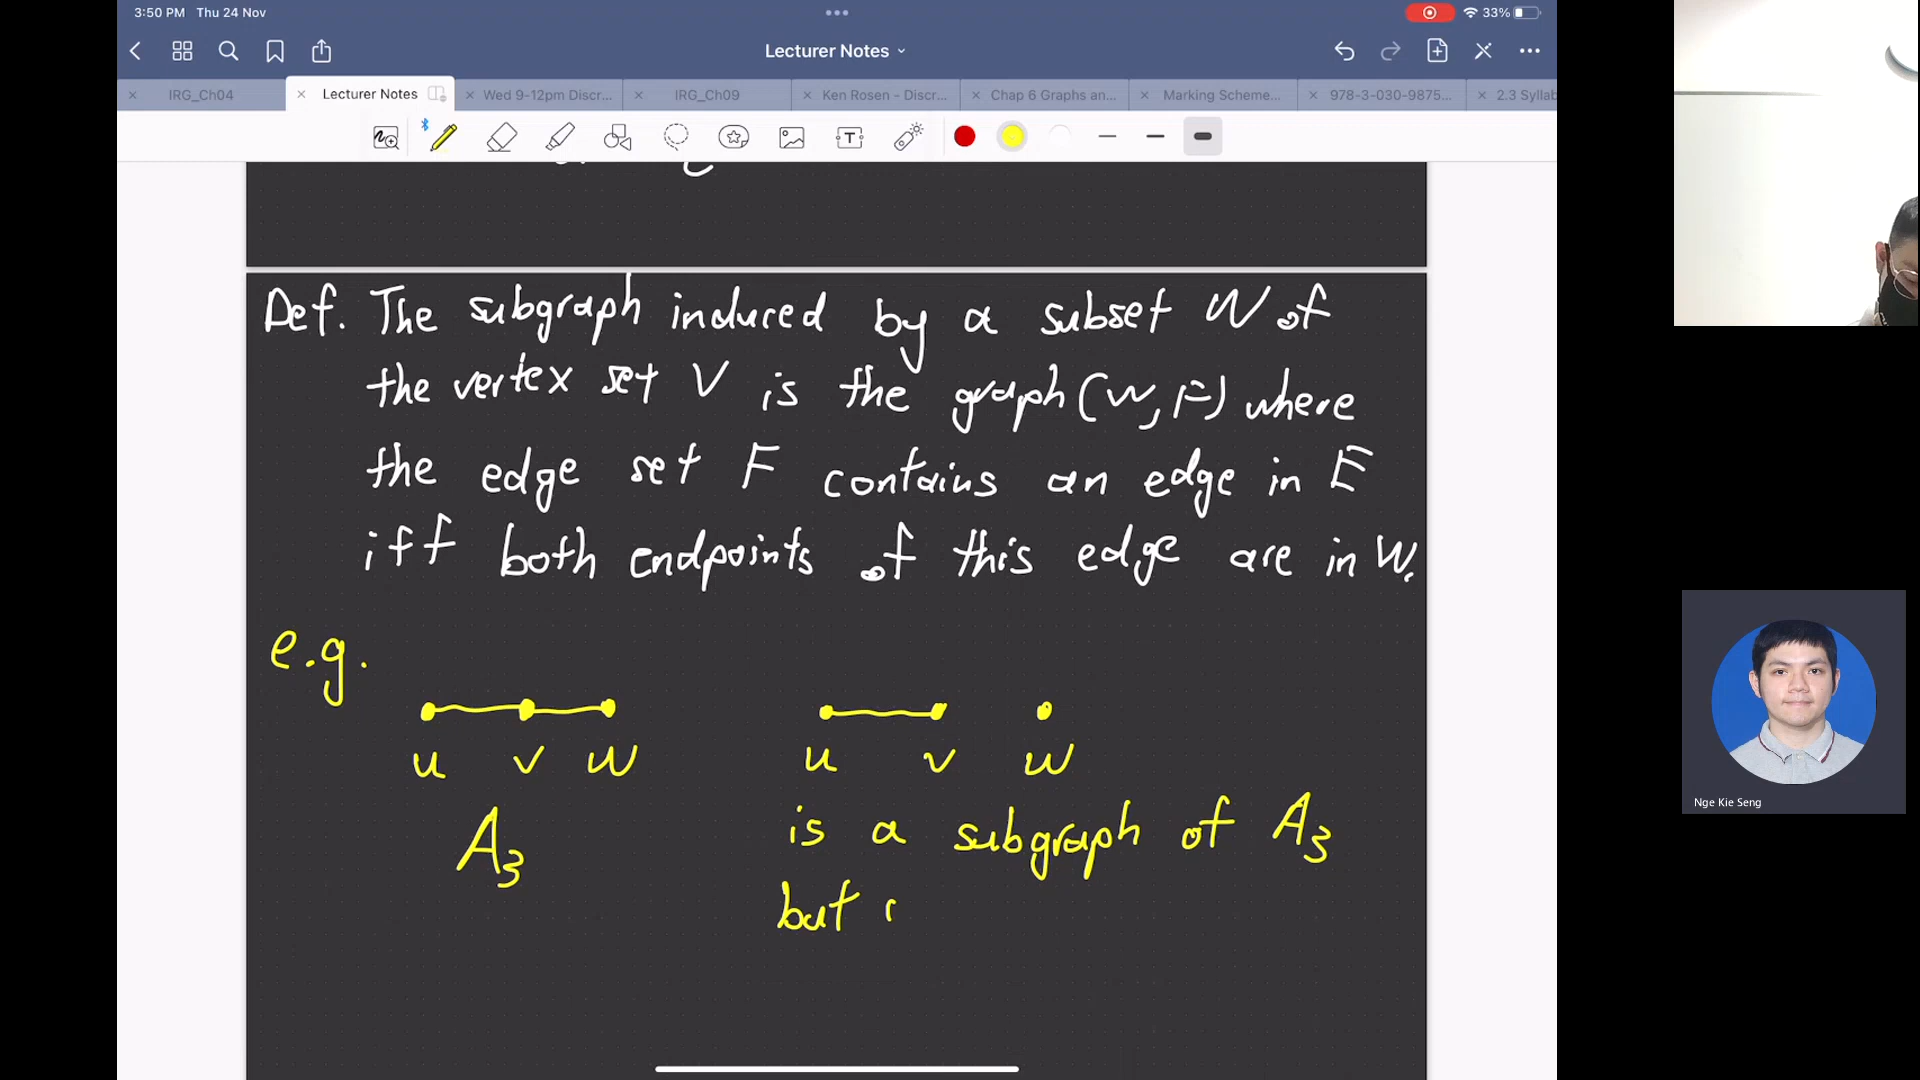 3:50 PM Thu 24 Nov
33%
Lecturer Notes
IRG_Ch04
Lecturer Notes
Wed 9-12pm Discr...
IRG_Ch09
Ken Rosen - Discr...
Chap 6 Graphs an...
Marking Scheme...
978-3-030-9875...
2.3 Syllab
Def. The subgraph induced by a subset W of
the vertex set V is the graph (W, F) where
the edge set F contains an edge in E
iff both endpoints of this edge are in W.
e.g.
u v w
u v w
A3
is a subgraph of A3
but
Nge Kie Seng